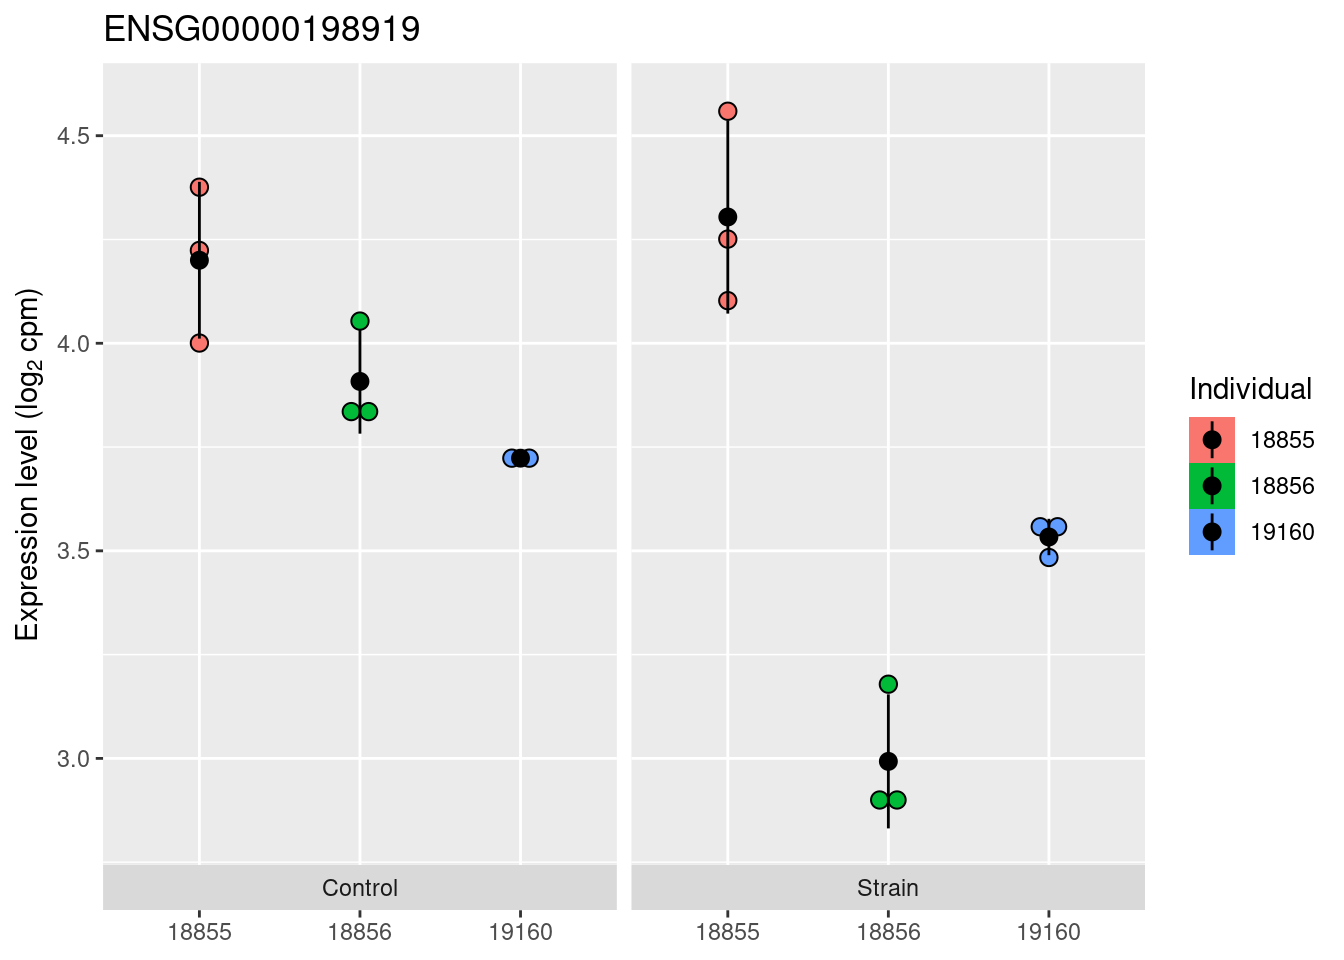 ENSG00000198919
Expression level (log2 cpm)
4.5
4.0
3.5
3.0
Control
Strain
18855
18856
19160
18855
18856
19160
Individual
18855
18856
19160